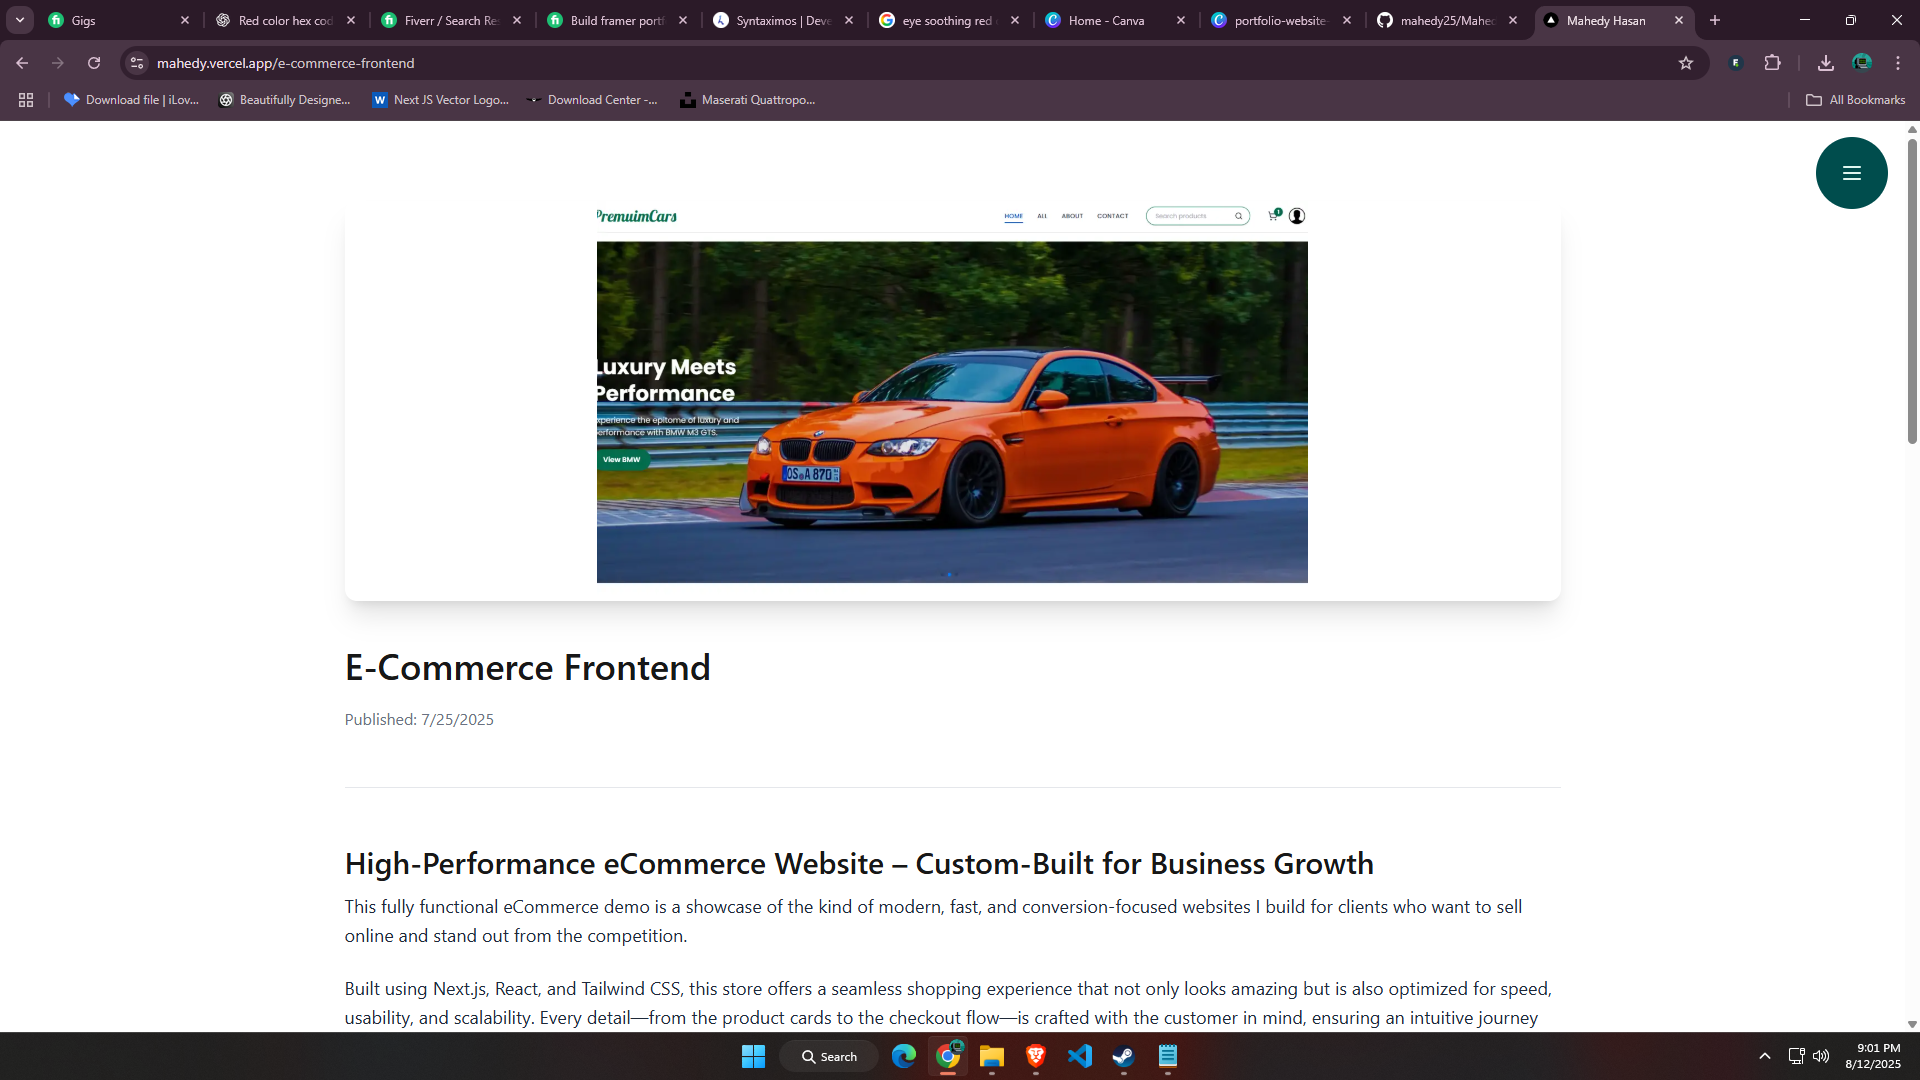 Gigs
Red color hex cod
Fiverr / Search Res
Build framer portf
Syntaximos | Deve
eye soothing red
Home - Canva
portfolio-website-
mahedy25/Mahed
Mahedy Hasan
mahedy.vercel.app/e-commerce-frontend
Download file | iLov...
Beautifully Designe...
Next JS Vector Logo...
Download Center -...
Maserati Quattropo...
All Bookmarks
PremuimCars
HOME
ALL
ABOUT
CONTACT
Search products
1
Luxury Meets
Performance
xperience the epitome of luxury and
erformance with BMW M3 GTS.
View BMW
OS A 870
E-Commerce Frontend
Published: 7/25/2025
High-Performance eCommerce Website – Custom-Built for Business Growth
This fully functional eCommerce demo is a showcase of the kind of modern, fast, and conversion-focused websites I build for clients who want to sell
online and stand out from the competition.
Built using Next.js, React, and Tailwind CSS, this store offers a seamless shopping experience that not only looks amazing but is also optimized for speed,
usability, and scalability. Every detail—from the product cards to the checkout flow—is crafted with the customer in mind, ensuring an intuitive journey
Search
9:01 PM
8/12/2025